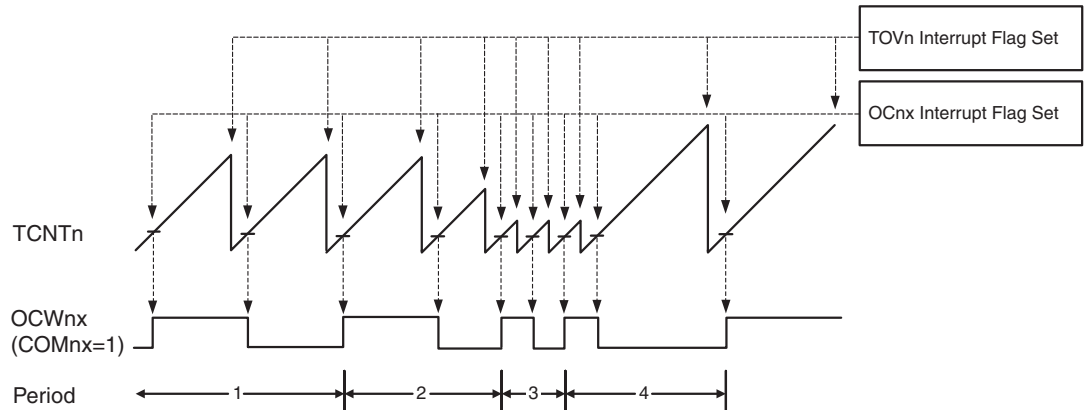 TOVn Interrupt Flag Set
OCnx Interrupt Flag Set
TCNTn
OCWnx
(COMnx=1)
Period
1
2
3
4